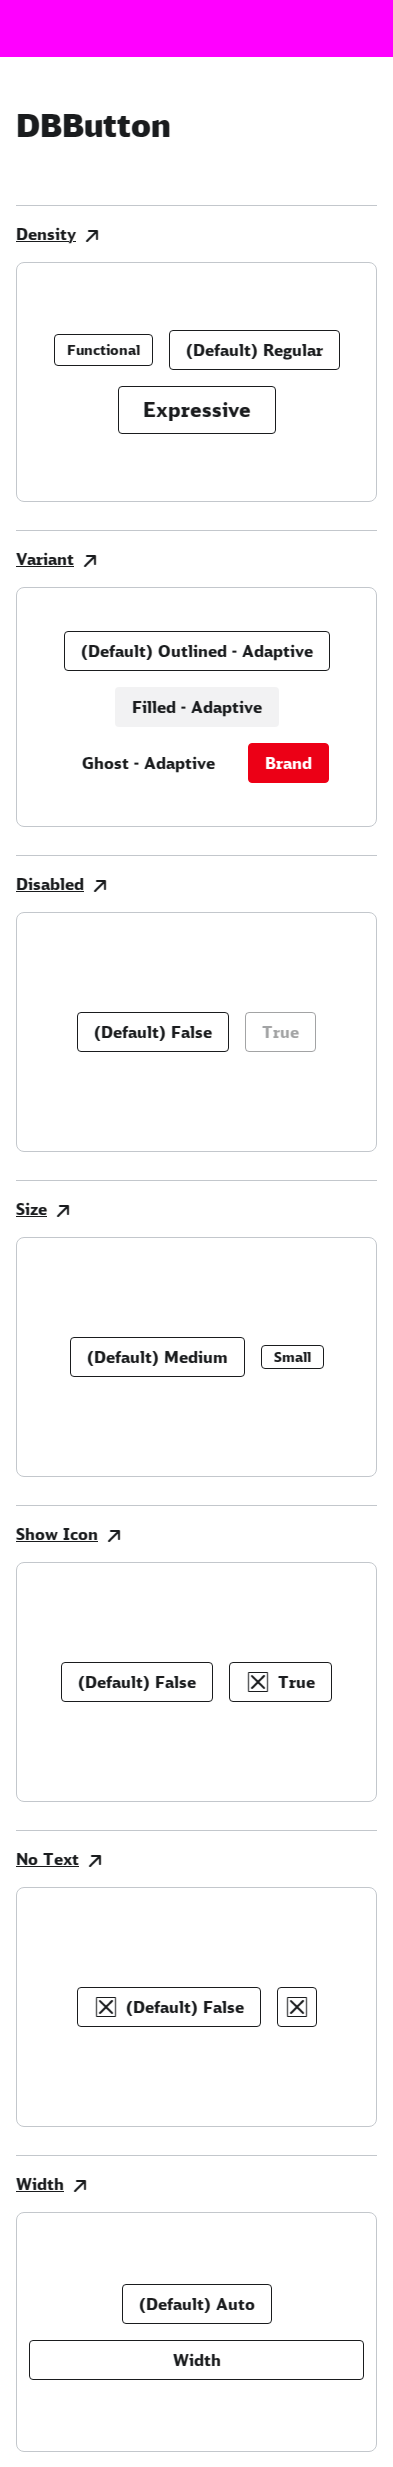 DBButton
Density
Functional
(Default) Regular
Expressive
Variant
(Default) Outlined - Adaptive
Filled - Adaptive
Ghost - Adaptive
Brand
Disabled
(Default) False
True
Size
(Default) Medium
Small
Show Icon
(Default) False
True
No Text
(Default) False
Width
(Default) Auto
Width